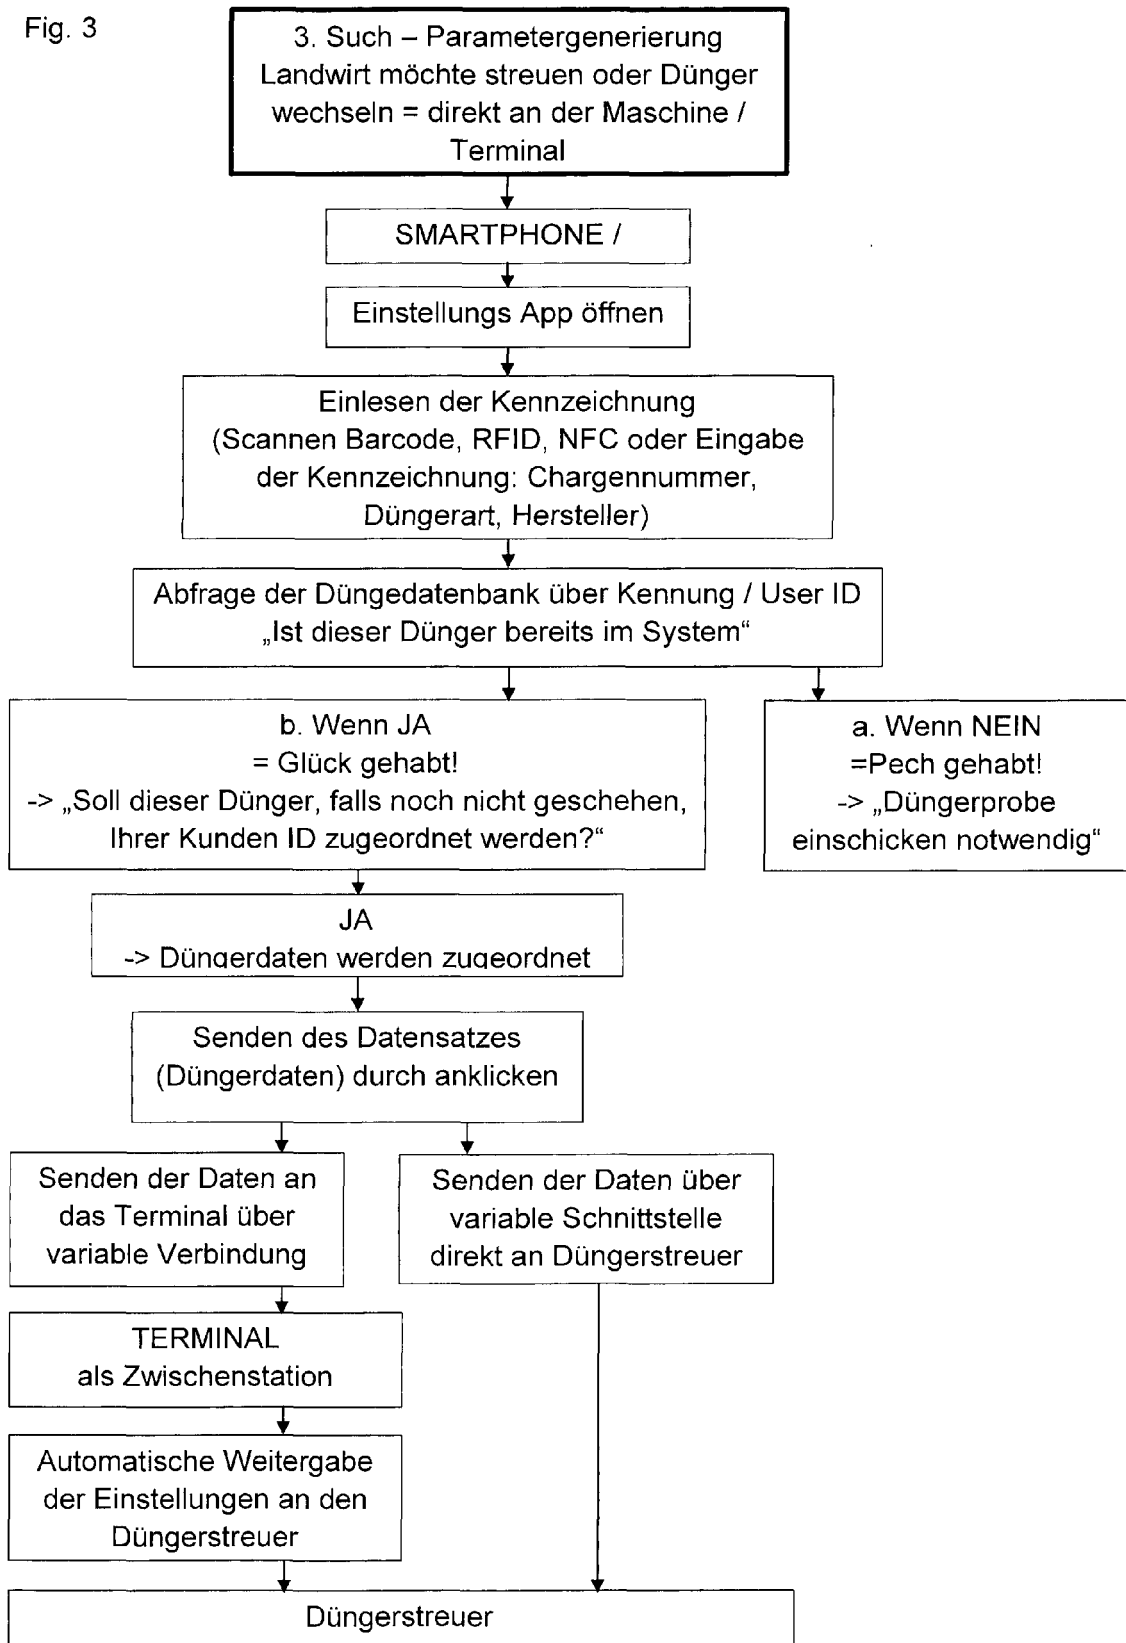 Fig. 3
3. Such – Parametergenerierung
Landwirt möchte streuen oder Dünger
wechseln = direkt an der Maschine /
Terminal
SMARTPHONE /
Einstellungs App öffnen
Einlesen der Kennzeichnung
(Scannen Barcode, RFID, NFC oder Eingabe
der Kennzeichnung: Chargennummer,
Düngerart, Hersteller)
Abfrage der Düngedatenbank über Kennung / User ID
„Ist dieser Dünger bereits im System“
b. Wenn JA
= Glück gehabt!
-> „Soll dieser Dünger, falls noch nicht geschehen,
Ihrer Kunden ID zugeordnet werden?“
a. Wenn NEIN
=Pech gehabt!
-> „Düngerprobe
einschicken notwendig“
JA
-> Düngerdaten werden zugeordnet
Senden des Datensatzes
(Düngerdaten) durch anklicken
Senden der Daten an
das Terminal über
variable Verbindung
Senden der Daten über
variable Schnittstelle
direkt an Düngerstreuer
TERMINAL
als Zwischenstation
Automatische Weitergabe
der Einstellungen an den
Düngerstreuer
Düngerstreuer